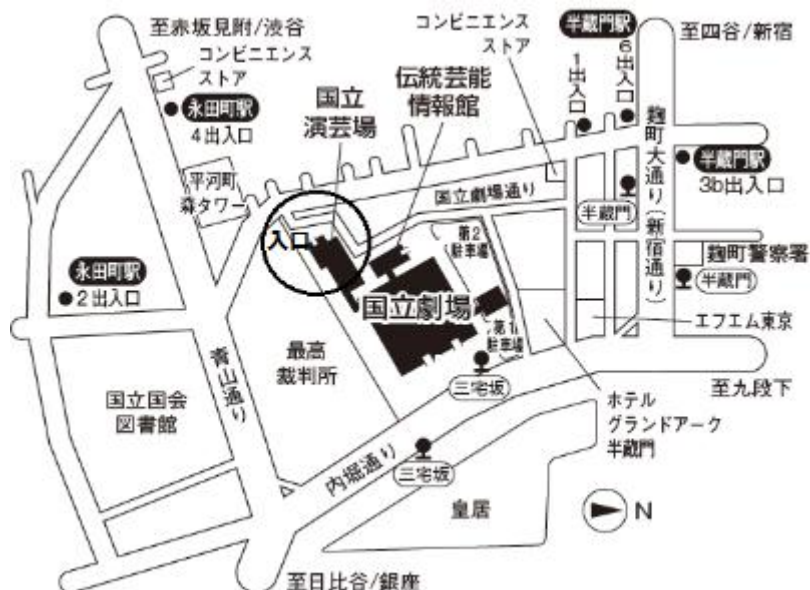 至赤坂見附/渋谷
コンビニエンス
ストア
永田町駅
4出入口
国立
演芸場
伝統芸能
情報館
コンビニエンス
ストア
半蔵門駅
1出入口
6出入口
至四谷/新宿
麹町大通り(新宿通り)
半蔵門駅
3b出入口
平河町
森タワー
国立劇場通り
半蔵門
入口
第2
駐車場
麹町警察署
半蔵門
永田町駅
2出入口
国立劇場
第1
駐車場
エフエム東京
青山通り
最高
裁判所
三宅坂
至九段下
国立国会
図書館
ホテル
グランドアーク
半蔵門
内堀通り
三宅坂
皇居
N
至日比谷/銀座